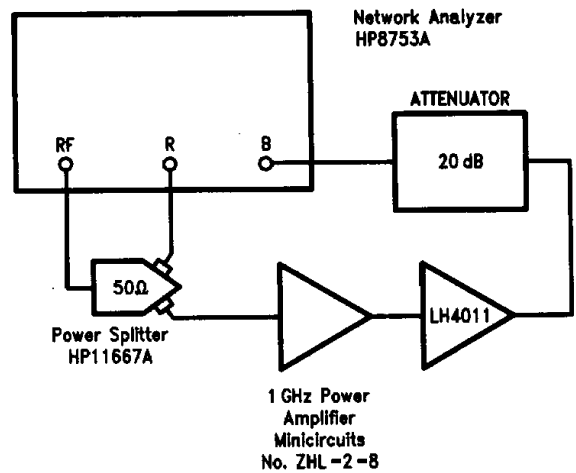 Network Analyzer
HP8753A
ATTENUATOR
RF
R
B
20 dB
50Ω
LH4011
Power Splitter
HP11667A
1 GHz Power
Amplifier
Minicircuits
No. ZHL-2-8